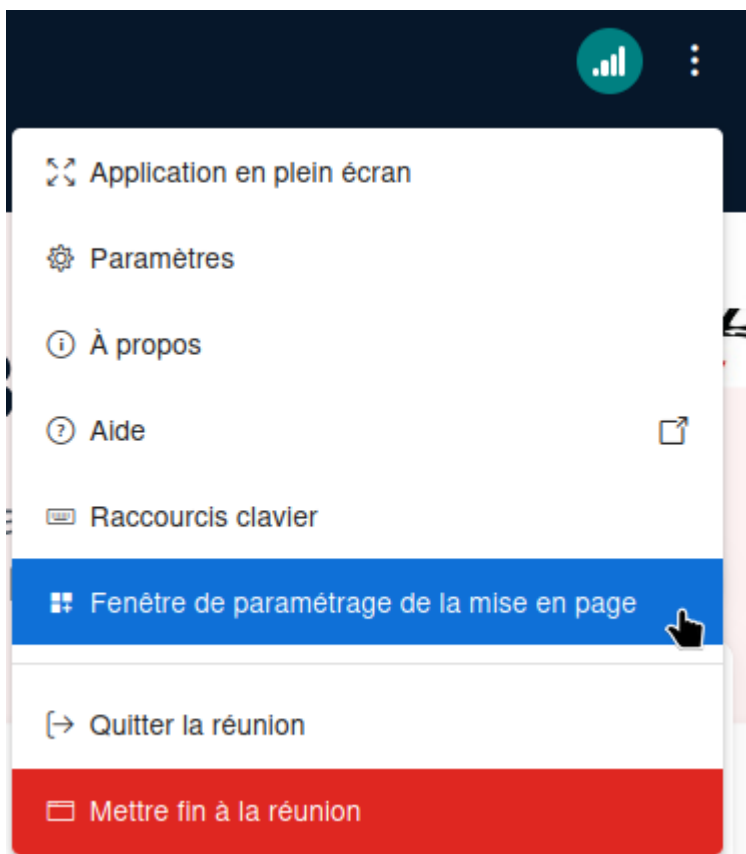 Application en plein écran
Paramètres
À propos
Aide
Raccourcis clavier
Fenêtre de paramétrage de la mise en page
Quitter la réunion
Mettre fin à la réunion